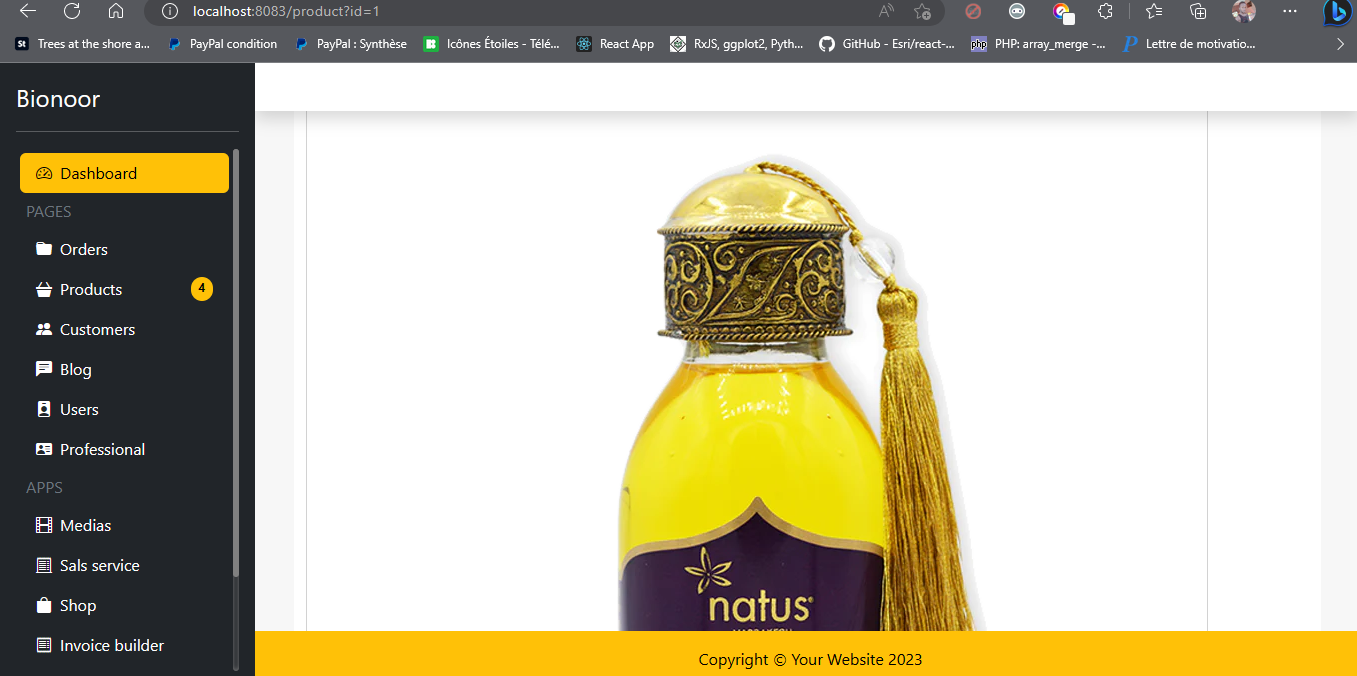 localhost:8083/product?id=1
Trees at the shore a...
PayPal condition
PayPal : Synthèse
Icônes Étoiles - Télé...
React App
RxJS, ggplot2, Pyth...
GitHub - Esri/react-...
PHP: array_merge -...
Lettre de motivatio...
Bionoor
Dashboard
PAGES
Orders
Products 4
Customers
Blog
Users
Professional
APPS
Medias
Sals service
Shop
Invoice builder
natus®
Copyright © Your Website 2023